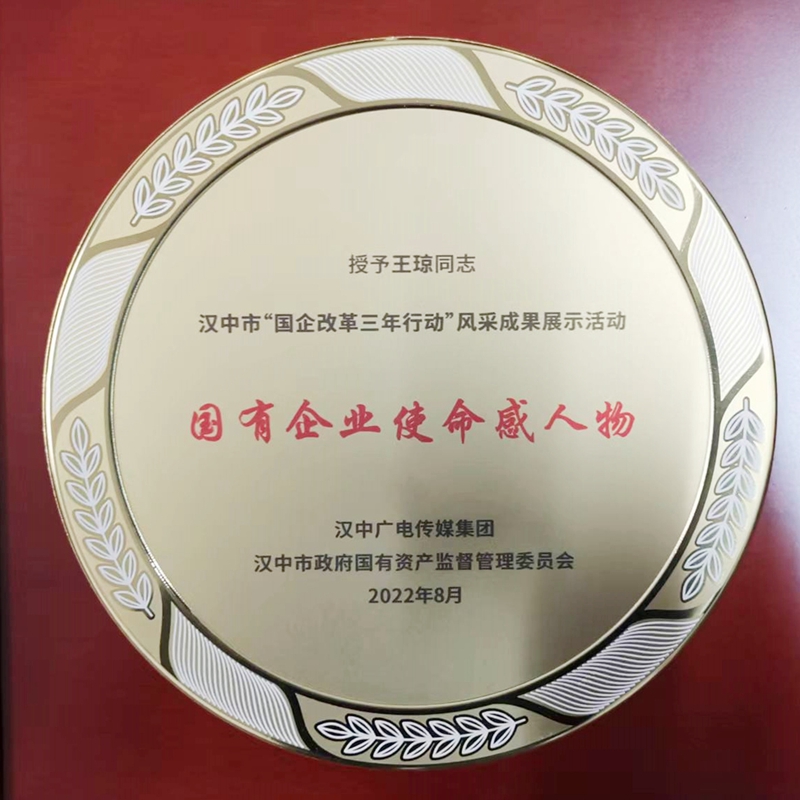 授予王琼同志
汉中市“国企改革三年行动”风采成果展示活动
国有企业使命感人物
汉中广电传媒集团
汉中市政府国有资产监督管理委员会
2022年8月